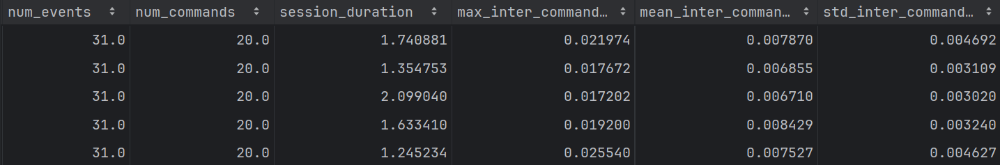 num_events num_commands session_duration max_inter_command… mean_inter_comman… std_inter_command…
31.0 20.0 1.740881 0.021974 0.007870 0.004692
31.0 20.0 1.354753 0.017672 0.006855 0.003109
31.0 20.0 2.099040 0.017202 0.006710 0.003020
31.0 20.0 1.633410 0.019200 0.008429 0.003240
31.0 20.0 1.245234 0.025540 0.007527 0.004627